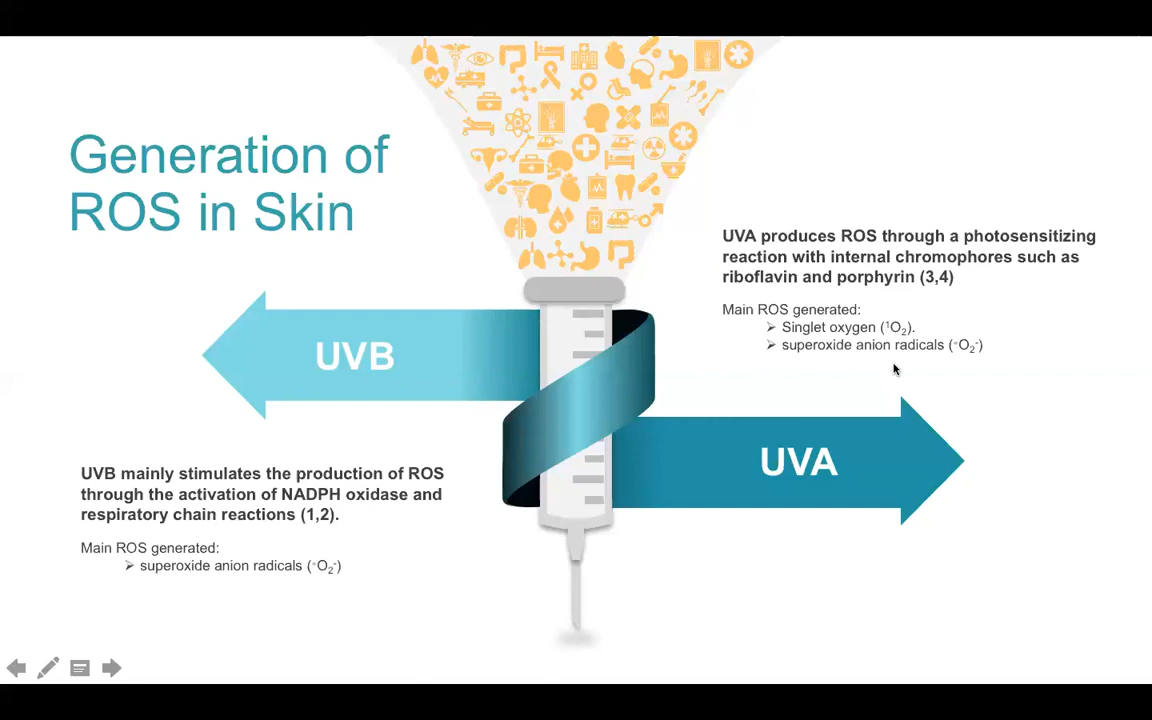 Generation of
ROS in Skin
UVA produces ROS through a photosensitizing
reaction with internal chromophores such as
riboflavin and porphyrin (3,4)
Main ROS generated:
➢ Singlet oxygen (¹O₂).
➢ superoxide anion radicals (◦O₂⁻)
UVB
UVA
UVB mainly stimulates the production of ROS
through the activation of NADPH oxidase and
respiratory chain reactions (1,2).
Main ROS generated:
➢ superoxide anion radicals (◦O₂⁻)